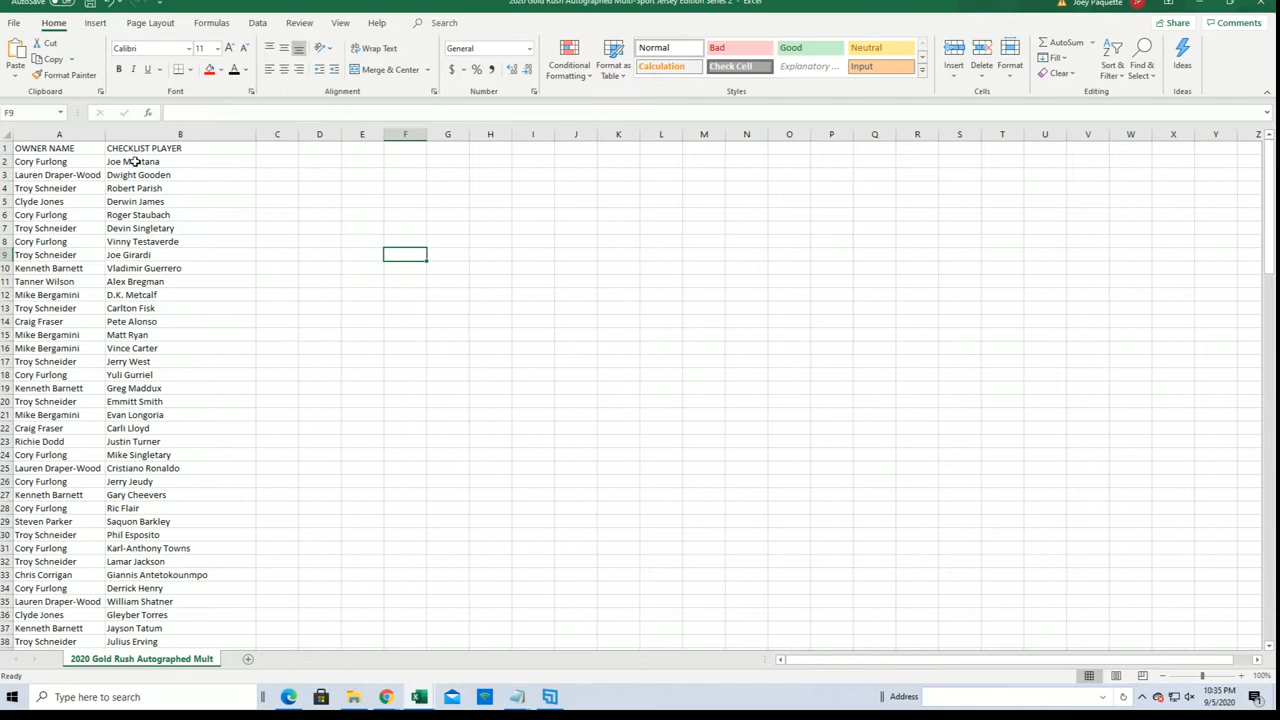 AutoSave
2020 Gold Rush Autographed Multi-Sport Jersey Edition Series 2 - Excel
Joey Paquette JP
File Home Insert Page Layout Formulas Data Review View Help Search Share Comments
Cut
Copy
Format Painter
Paste
Calibri 11
Wrap Text
Merge & Center
General
Conditional Formatting
Format as Table
Normal Bad Good Neutral
Calculation Check Cell Explanatory ... Input
Insert Delete Format
AutoSum
Fill
Clear
Sort & Filter
Find & Select
Ideas
Clipboard Font Alignment Number Styles Cells Editing Ideas
F9
A B C D E F G H I J K L M N O P Q R S T U V W X Y Z
1 OWNER NAME CHECKLIST PLAYER
2 Cory Furlong Joe Montana
3 Lauren Draper-Wood Dwight Gooden
4 Troy Schneider Robert Parish
5 Clyde Jones Derwin James
6 Cory Furlong Roger Staubach
7 Troy Schneider Devin Singletary
8 Cory Furlong Vinny Testaverde
9 Troy Schneider Joe Girardi
10 Kenneth Barnett Vladimir Guerrero
11 Tanner Wilson Alex Bregman
12 Mike Bergamini D.K. Metcalf
13 Troy Schneider Carlton Fisk
14 Craig Fraser Pete Alonso
15 Mike Bergamini Matt Ryan
16 Mike Bergamini Vince Carter
17 Troy Schneider Jerry West
18 Cory Furlong Yuli Gurriel
19 Kenneth Barnett Greg Maddux
20 Troy Schneider Emmitt Smith
21 Mike Bergamini Evan Longoria
22 Craig Fraser Carli Lloyd
23 Richie Dodd Justin Turner
24 Cory Furlong Mike Singletary
25 Lauren Draper-Wood Cristiano Ronaldo
26 Cory Furlong Jerry Jeudy
27 Kenneth Barnett Gary Cheevers
28 Cory Furlong Ric Flair
29 Steven Parker Saquon Barkley
30 Troy Schneider Phil Esposito
31 Cory Furlong Karl-Anthony Towns
32 Troy Schneider Lamar Jackson
33 Chris Corrigan Giannis Antetokounmpo
34 Cory Furlong Derrick Henry
35 Lauren Draper-Wood William Shatner
36 Clyde Jones Gleyber Torres
37 Kenneth Barnett Jayson Tatum
38 Troy Schneider Julius Erving
2020 Gold Rush Autographed Mult
Ready
100%
Type here to search
Address
10:35 PM
9/5/2020